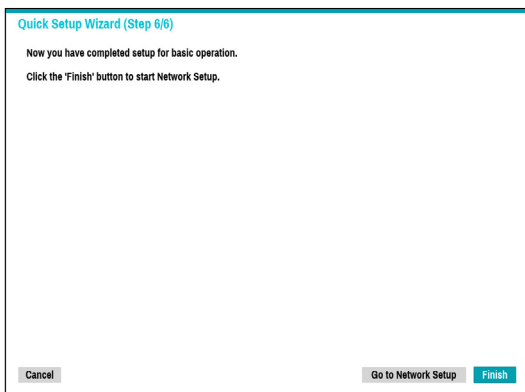 Quick Setup Wizard (Step 6/6)
Now you have completed setup for basic operation.
Click the 'Finish' button to start Network Setup.
Cancel
Go to Network Setup
Finish